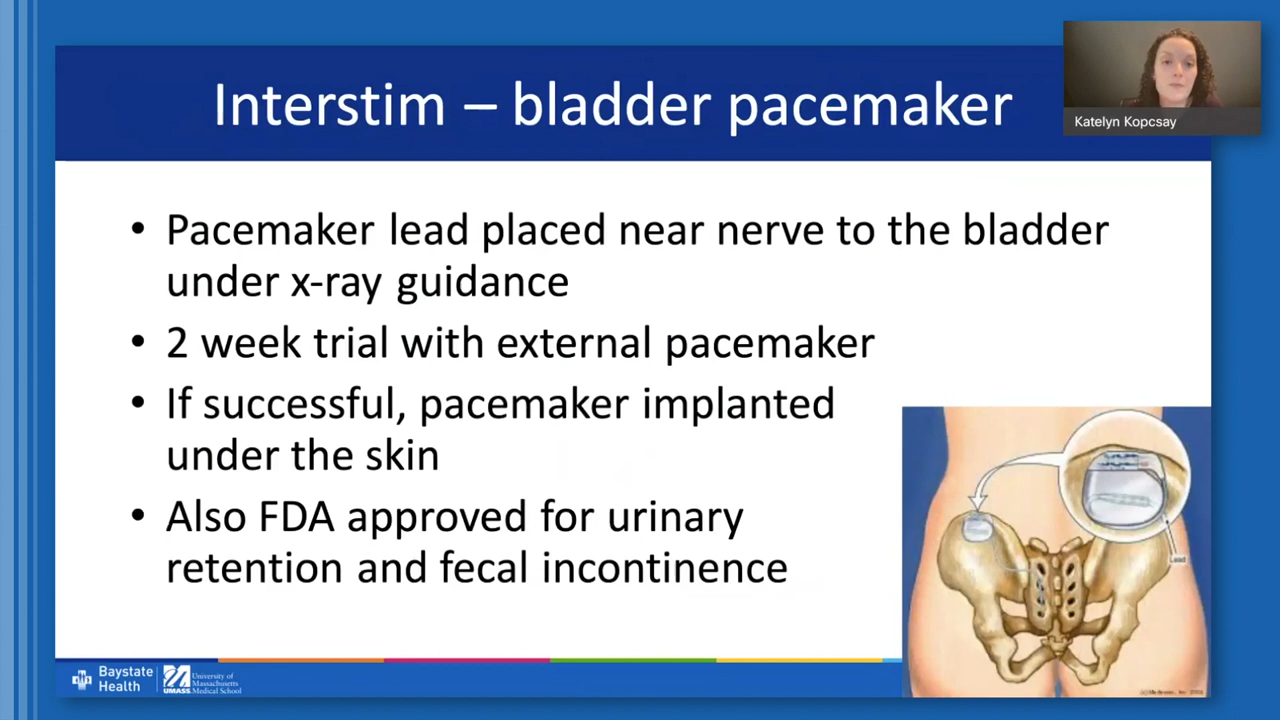 Interstim – bladder pacemaker
Katelyn Kopcsay
• Pacemaker lead placed near nerve to the bladder
under x-ray guidance
• 2 week trial with external pacemaker
• If successful, pacemaker implanted
under the skin
• Also FDA approved for urinary
retention and fecal incontinence
Lead
Baystate
Health
University of
Massachusetts
UMASS Medical School